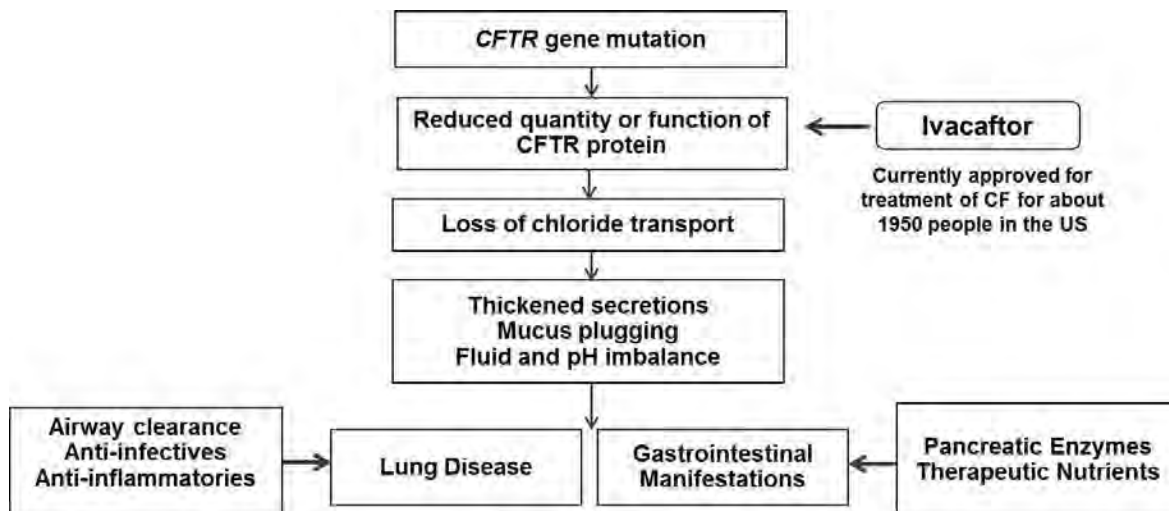 CFTR gene mutation
Reduced quantity or function of
CFTR protein
Ivacaftor
Currently approved for
treatment of CF for about
1950 people in the US
Loss of chloride transport
Thickened secretions
Mucus plugging
Fluid and pH imbalance
Airway clearance
Anti-infectives
Anti-inflammatories
Lung Disease
Gastrointestinal
Manifestations
Pancreatic Enzymes
Therapeutic Nutrients